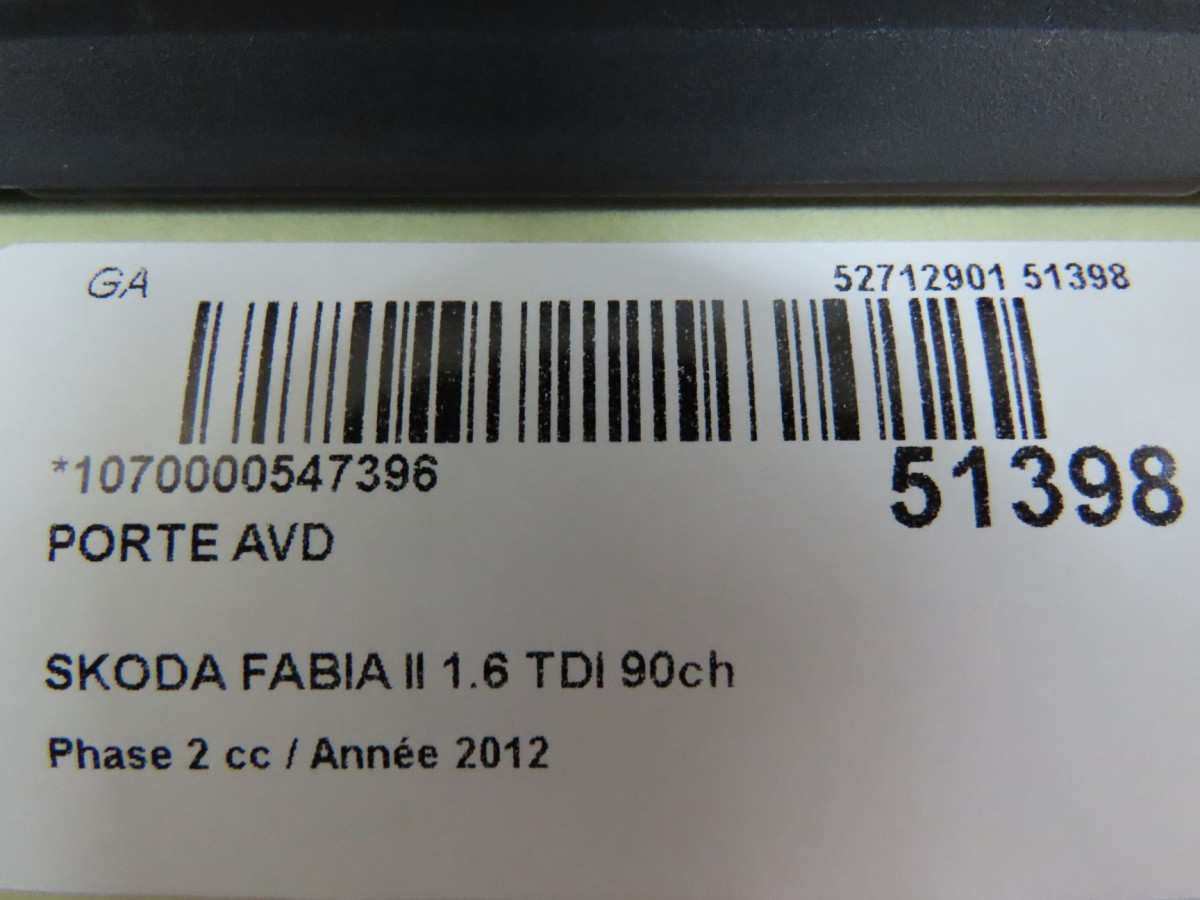 GA
52712901 51398
*1070000547396
51398
PORTE AVD
SKODA FABIA II 1.6 TDI 90ch
Phase 2 cc / Année 2012